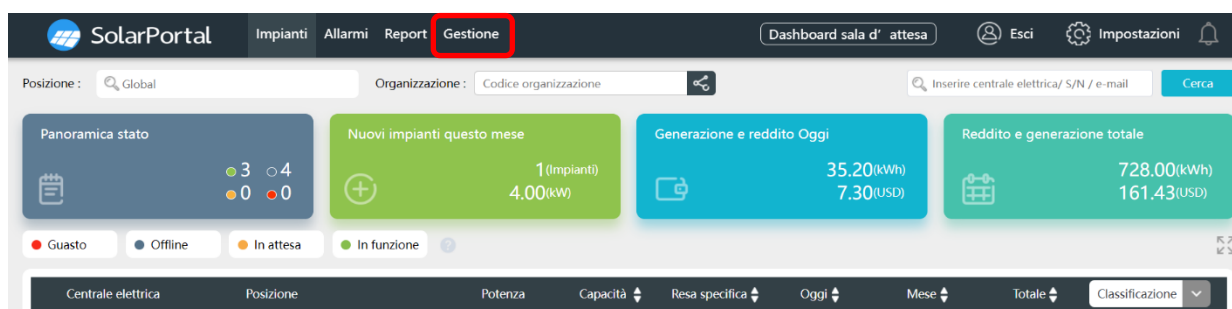 SolarPortal Impianti Allarmi Report Gestione Dashboard sala d' attesa Esci Impostazioni
Posizione : Global Organizzazione : Codice organizzazione Inserire centrale elettrica/ S/N / e-mail Cerca
Panoramica stato Nuovi impianti questo mese Generazione e reddito Oggi Reddito e generazione totale
3 4 1(Impianti) 35.20(kWh) 728.00(kWh)
0 0 4.00(kW) 7.30(USD) 161.43(USD)
Guasto Offline In attesa In funzione ?
Centrale elettrica Posizione Potenza Capacità Resa specifica Oggi Mese Totale Classificazione